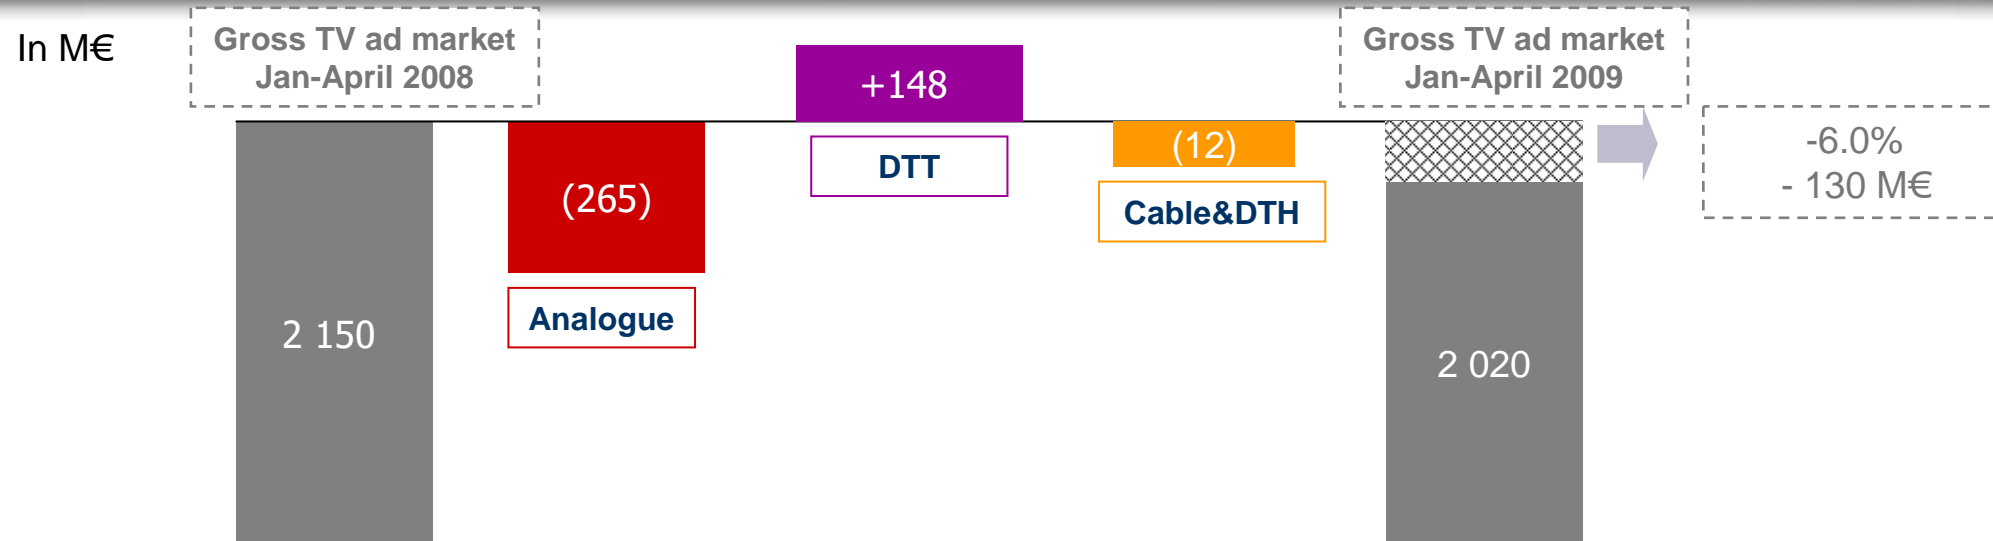 In M€
Gross TV ad market
Jan-April 2008
2 150
(265)
Analogue
+148
DTT
(12)
Cable&DTH
Gross TV ad market
Jan-April 2009
2 020
-6.0%
- 130 M€